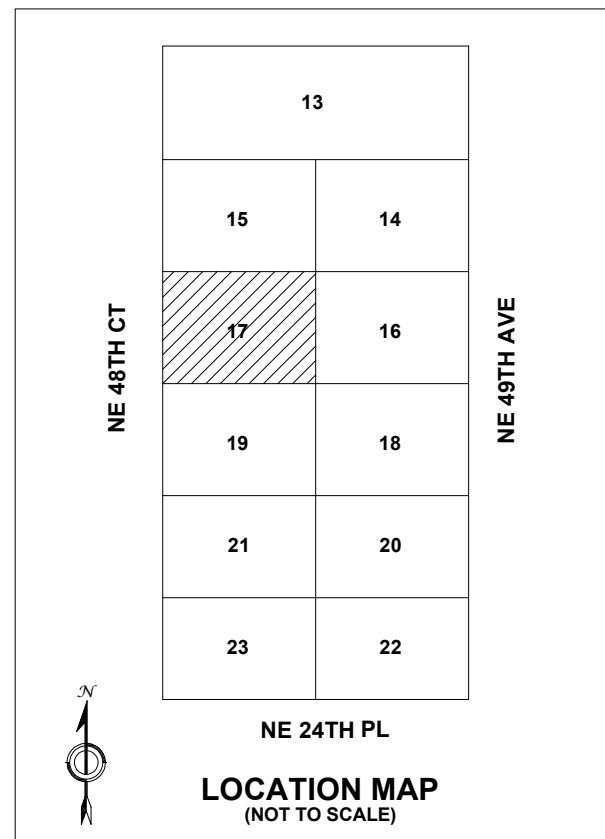 13
15 14
NE 48TH CT
17 16
NE 49TH AVE
19 18
21 20
23 22
N
NE 24TH PL
LOCATION MAP
(NOT TO SCALE)